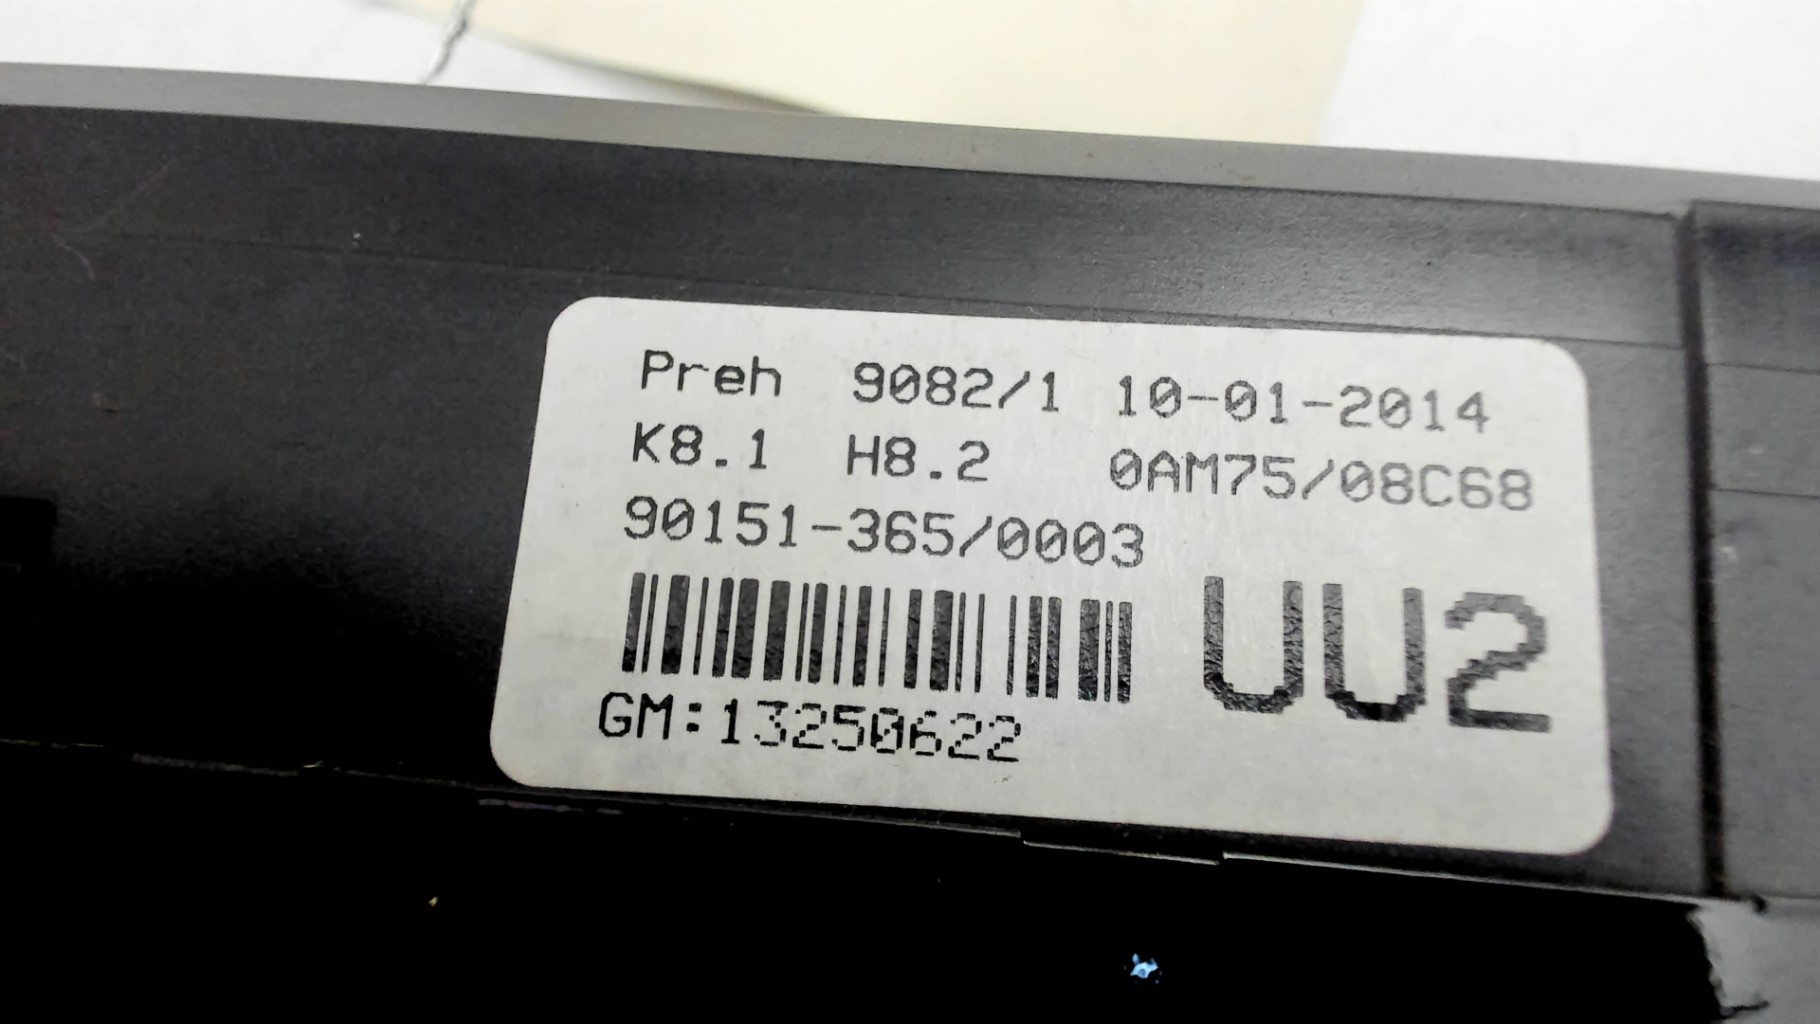 Preh 9082/1 10-01-2014
K8.1 H8.2 0AM75/08C68
90151-365/0003
UU2
GM:13250622